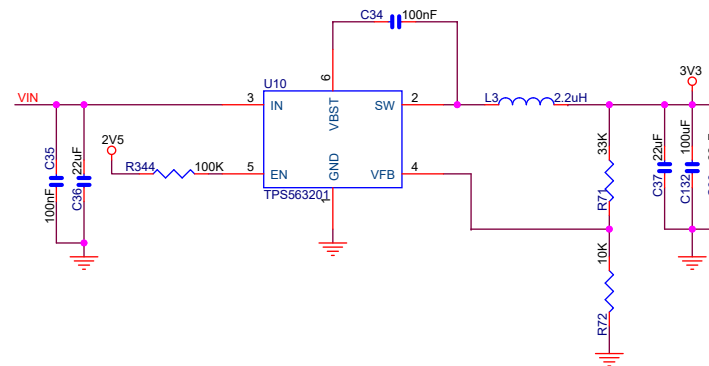 C34
100nF
3V3
U10
6
VIN
3
IN
VBST
SW
2
L3
2.2uH
C35
100nF
22uF
C36
2V5
R344
100K
5
EN
GND
VFB
4
TPS563201
1
33K
R71
22uF
C37
100uF
C132
10K
R72